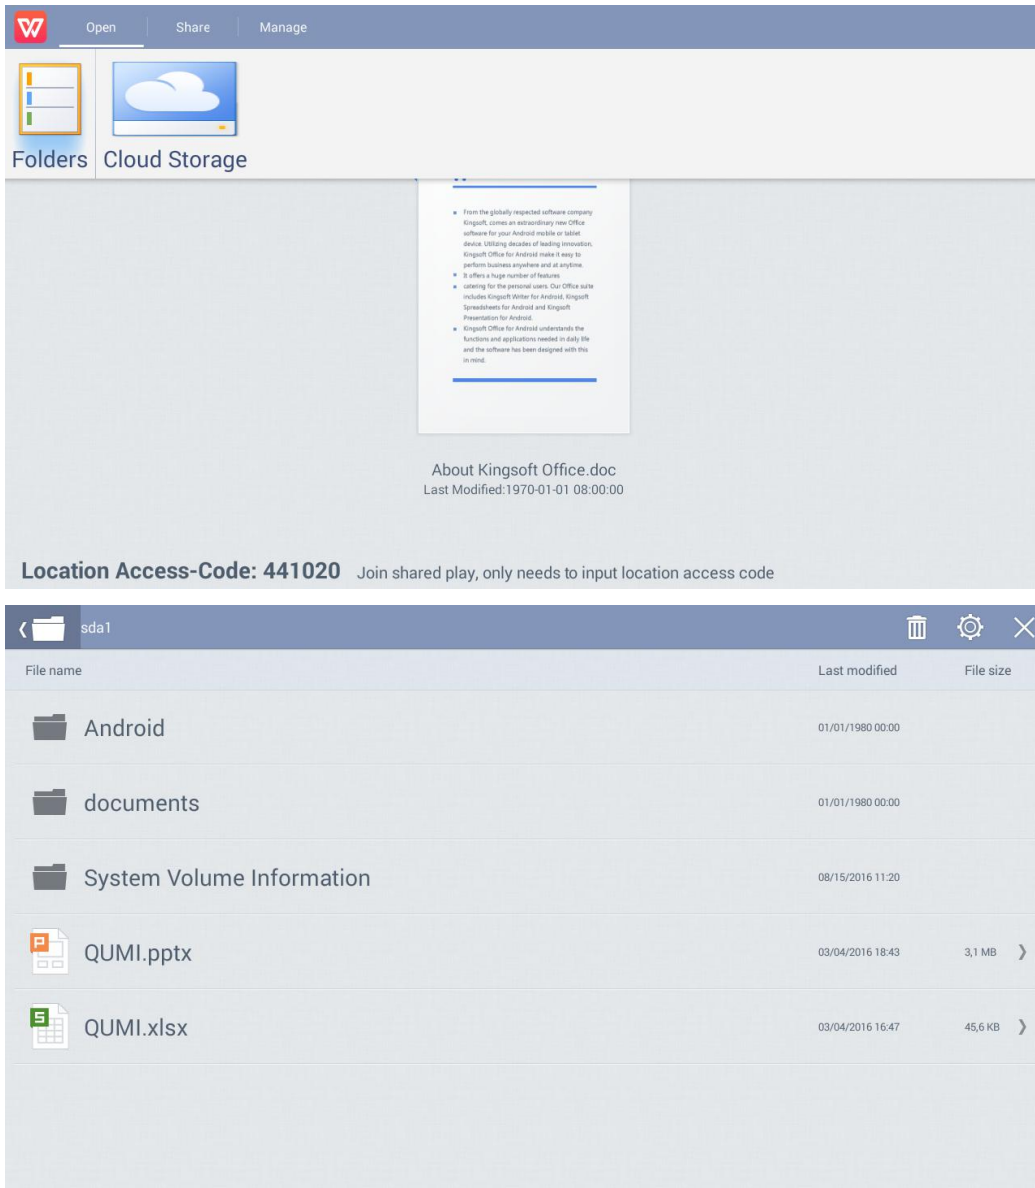 W
Open Share Manage
Folders Cloud Storage
From the globally respected software company
Kingsoft, comes an extraordinary new Office
software for your Android mobile or tablet
device. Utilizing decades of leading innovation,
Kingsoft Office for Android make it easy to
perform business anywhere and at anytime.
It offers a huge number of features
catering for the personal users. Our Office suite
includes Kingsoft Writer for Android, Kingsoft
Spreadsheets for Android and Kingsoft
Presentation for Android.
Kingsoft Office for Android understands the
functions and applications needed in daily life
and the software has been designed with this
in mind.
About Kingsoft Office.doc
Last Modified:1970-01-01 08:00:00
Location Access-Code: 441020 Join shared play, only needs to input location access code
sda1
File name Last modified File size
Android 01/01/1980 00:00
documents 01/01/1980 00:00
System Volume Information 08/15/2016 11:20
P QUMI.pptx 03/04/2016 18:43 3,1 MB
S QUMI.xlsx 03/04/2016 16:47 45,6 KB